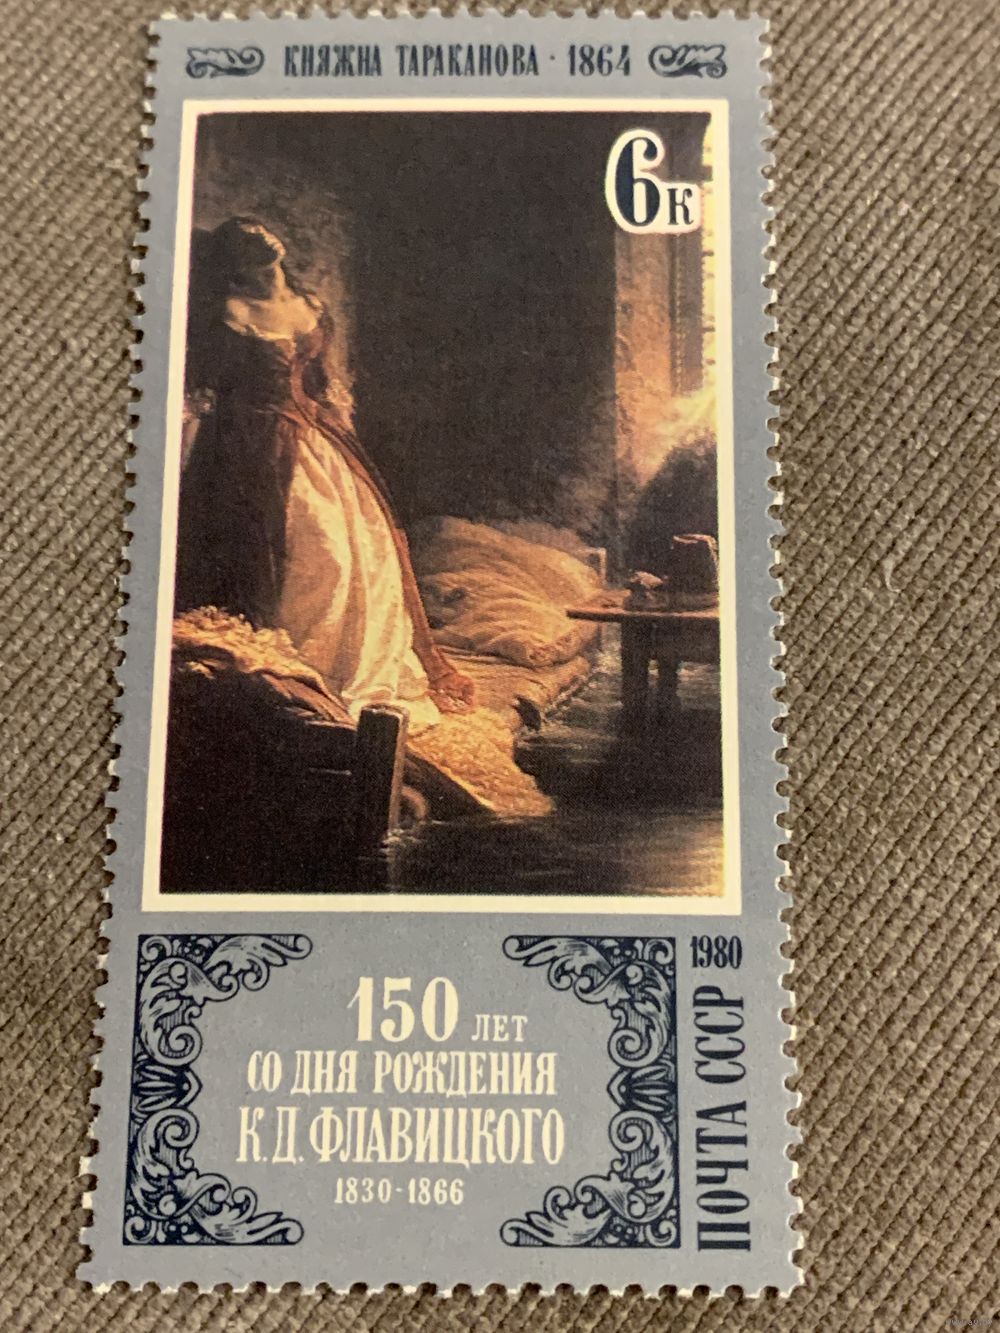 КНЯЖНА ТАРАКАНОВА · 1864
6к
150 ЛЕТ
СО ДНЯ РОЖДЕНИЯ
К. Д. ФЛАВИЦКОГО
1830-1866
1980
ПОЧТА СССР